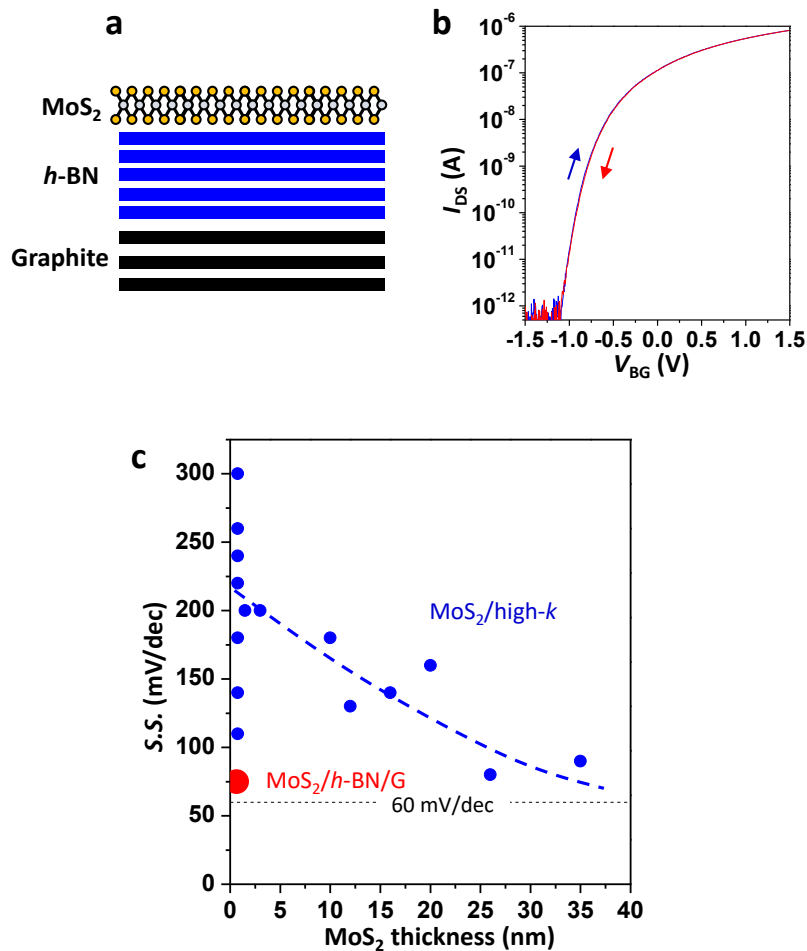 a
MoS2
h-BN
Graphite
b
10^-6
10^-7
10^-8
10^-9
10^-10
10^-11
10^-12
IDS (A)
-1.5 -1.0 -0.5 0.0 0.5 1.0 1.5
VBG (V)
c
300
250
200
150
100
50
0
S.S. (mV/dec)
MoS2/high-k
MoS2/h-BN/G
60 mV/dec
0 5 10 15 20 25 30 35 40
MoS2 thickness (nm)